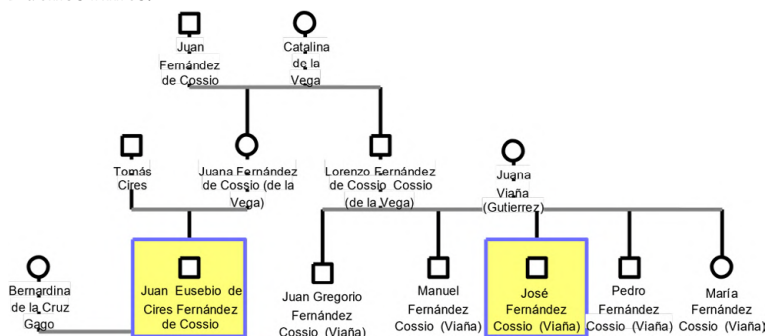 Juan
Fernández
de Cossio
Catalina
de la
Vega
Tomás
Cires
Juana Fernández
de Cossio (de la
Vega)
Lorenzo Fernández
de Cossio Cossio
(de la Vega)
Juana
Viaña
(Gutierrez)
Bernardina
de la Cruz
Gago
Juan Eusebio de
Cires Fernández
de Cossio
Juan Gregorio
Fernández
Cossio (Viaña)
Manuel
Fernández
Cossio (Viaña)
José
Fernández
Cossio (Viaña)
Pedro
Fernández
Cossio (Viaña)
María
Fernández
Cossio (Viaña)